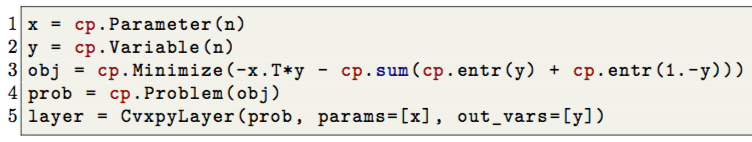 1 x = cp.Parameter(n)
2 y = cp.Variable(n)
3 obj = cp.Minimize(-x.T*y - cp.sum(cp.entr(y) + cp.entr(1.-y)))
4 prob = cp.Problem(obj)
5 layer = CvxpyLayer(prob, params=[x], out_vars=[y])